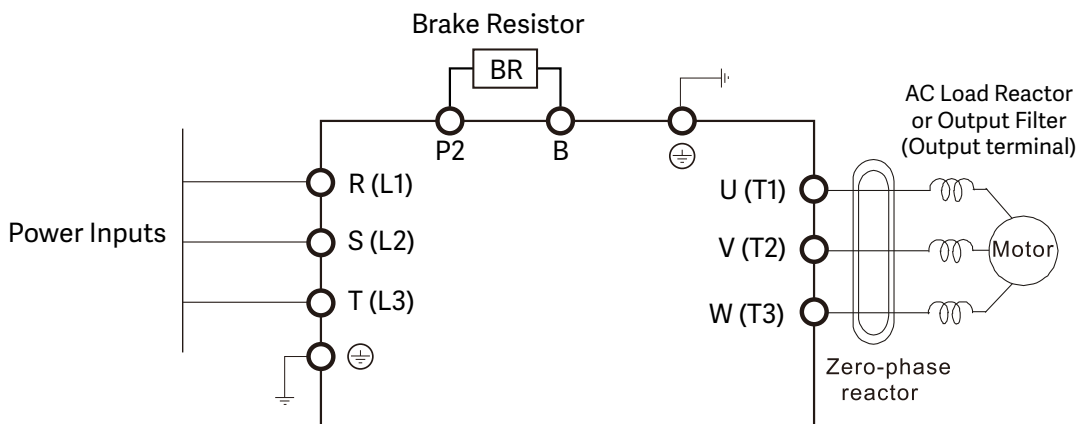 Brake Resistor
BR
P2
B
AC Load Reactor
or Output Filter
(Output terminal)
R (L1)
U (T1)
Power Inputs
S (L2)
V (T2)
Motor
T (L3)
W (T3)
Zero-phase
reactor